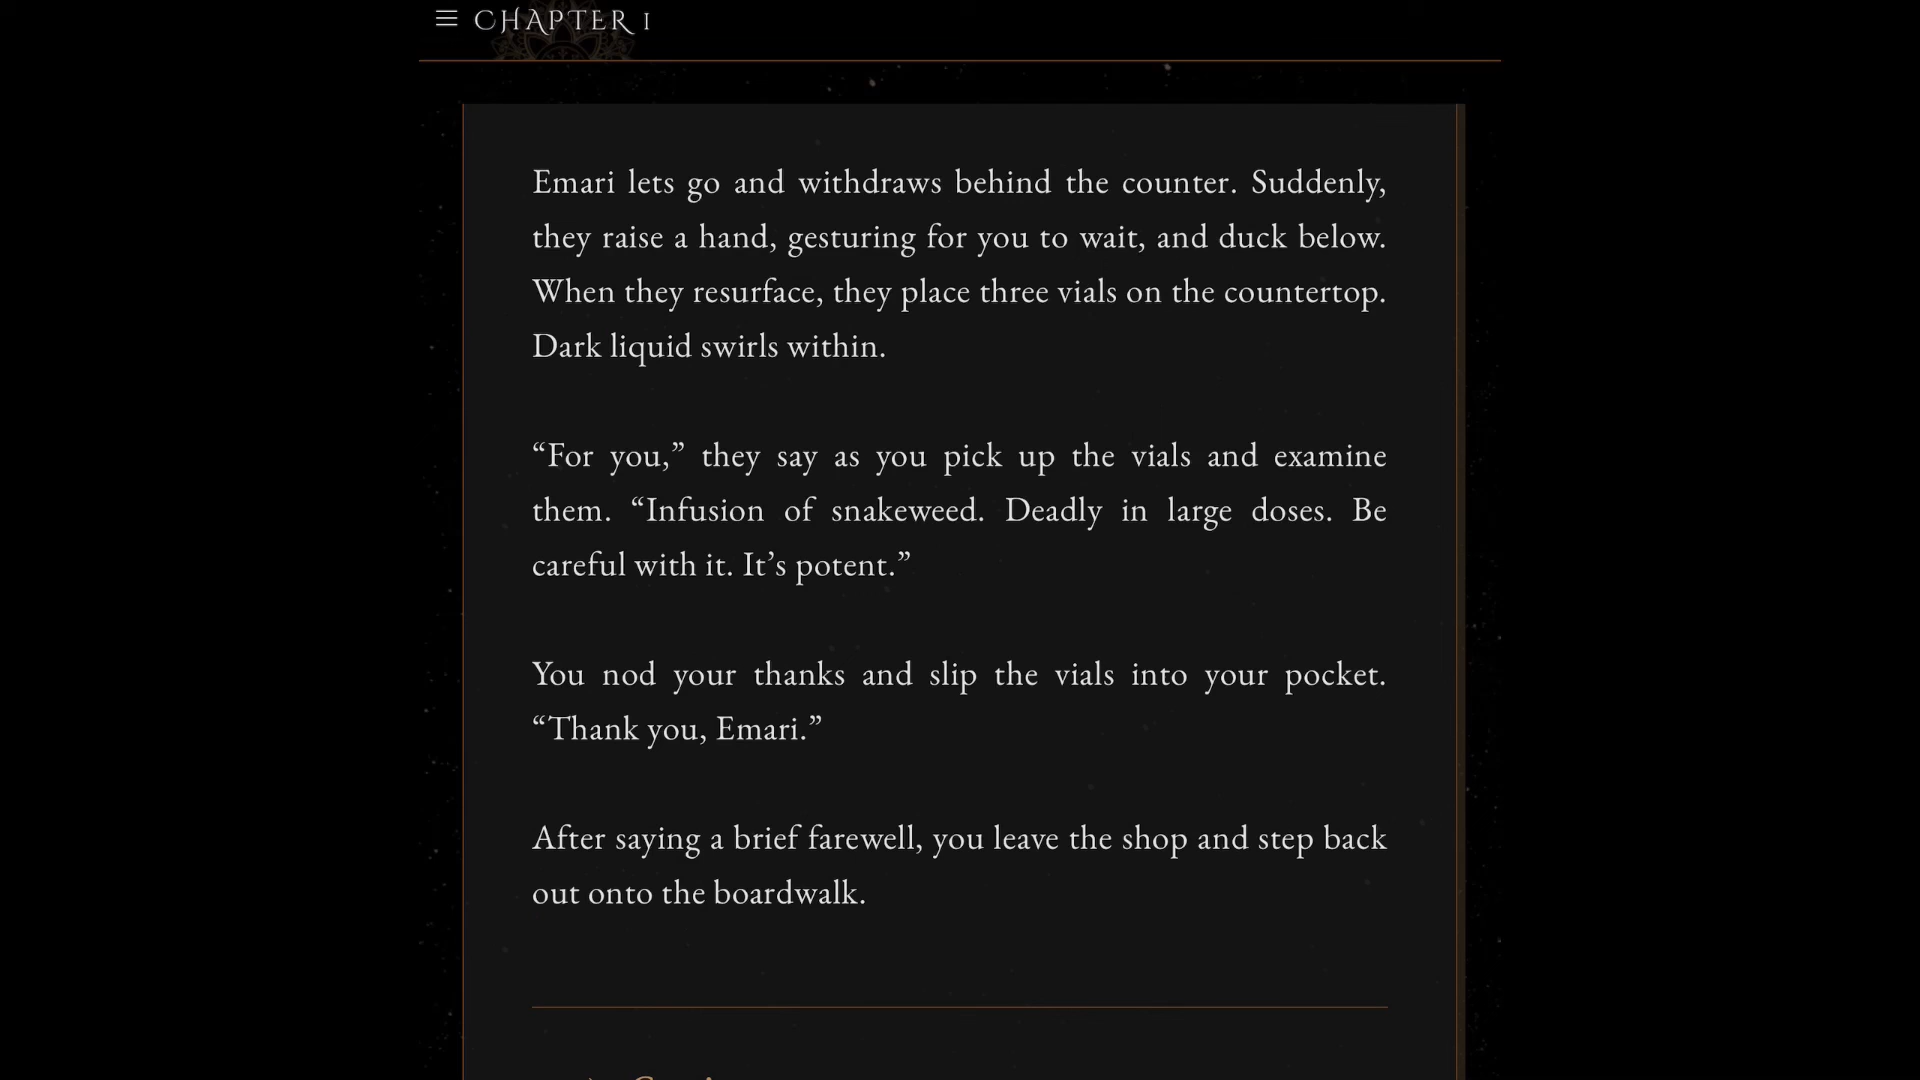 CHAPTER 1
Emari lets go and withdraws behind the counter. Suddenly,
they raise a hand, gesturing for you to wait, and duck below.
When they resurface, they place three vials on the countertop.
Dark liquid swirls within.
“For you,” they say as you pick up the vials and examine
them. “Infusion of snakeweed. Deadly in large doses. Be
careful with it. It’s potent.”
You nod your thanks and slip the vials into your pocket.
“Thank you, Emari.”
After saying a brief farewell, you leave the shop and step back
out onto the boardwalk.